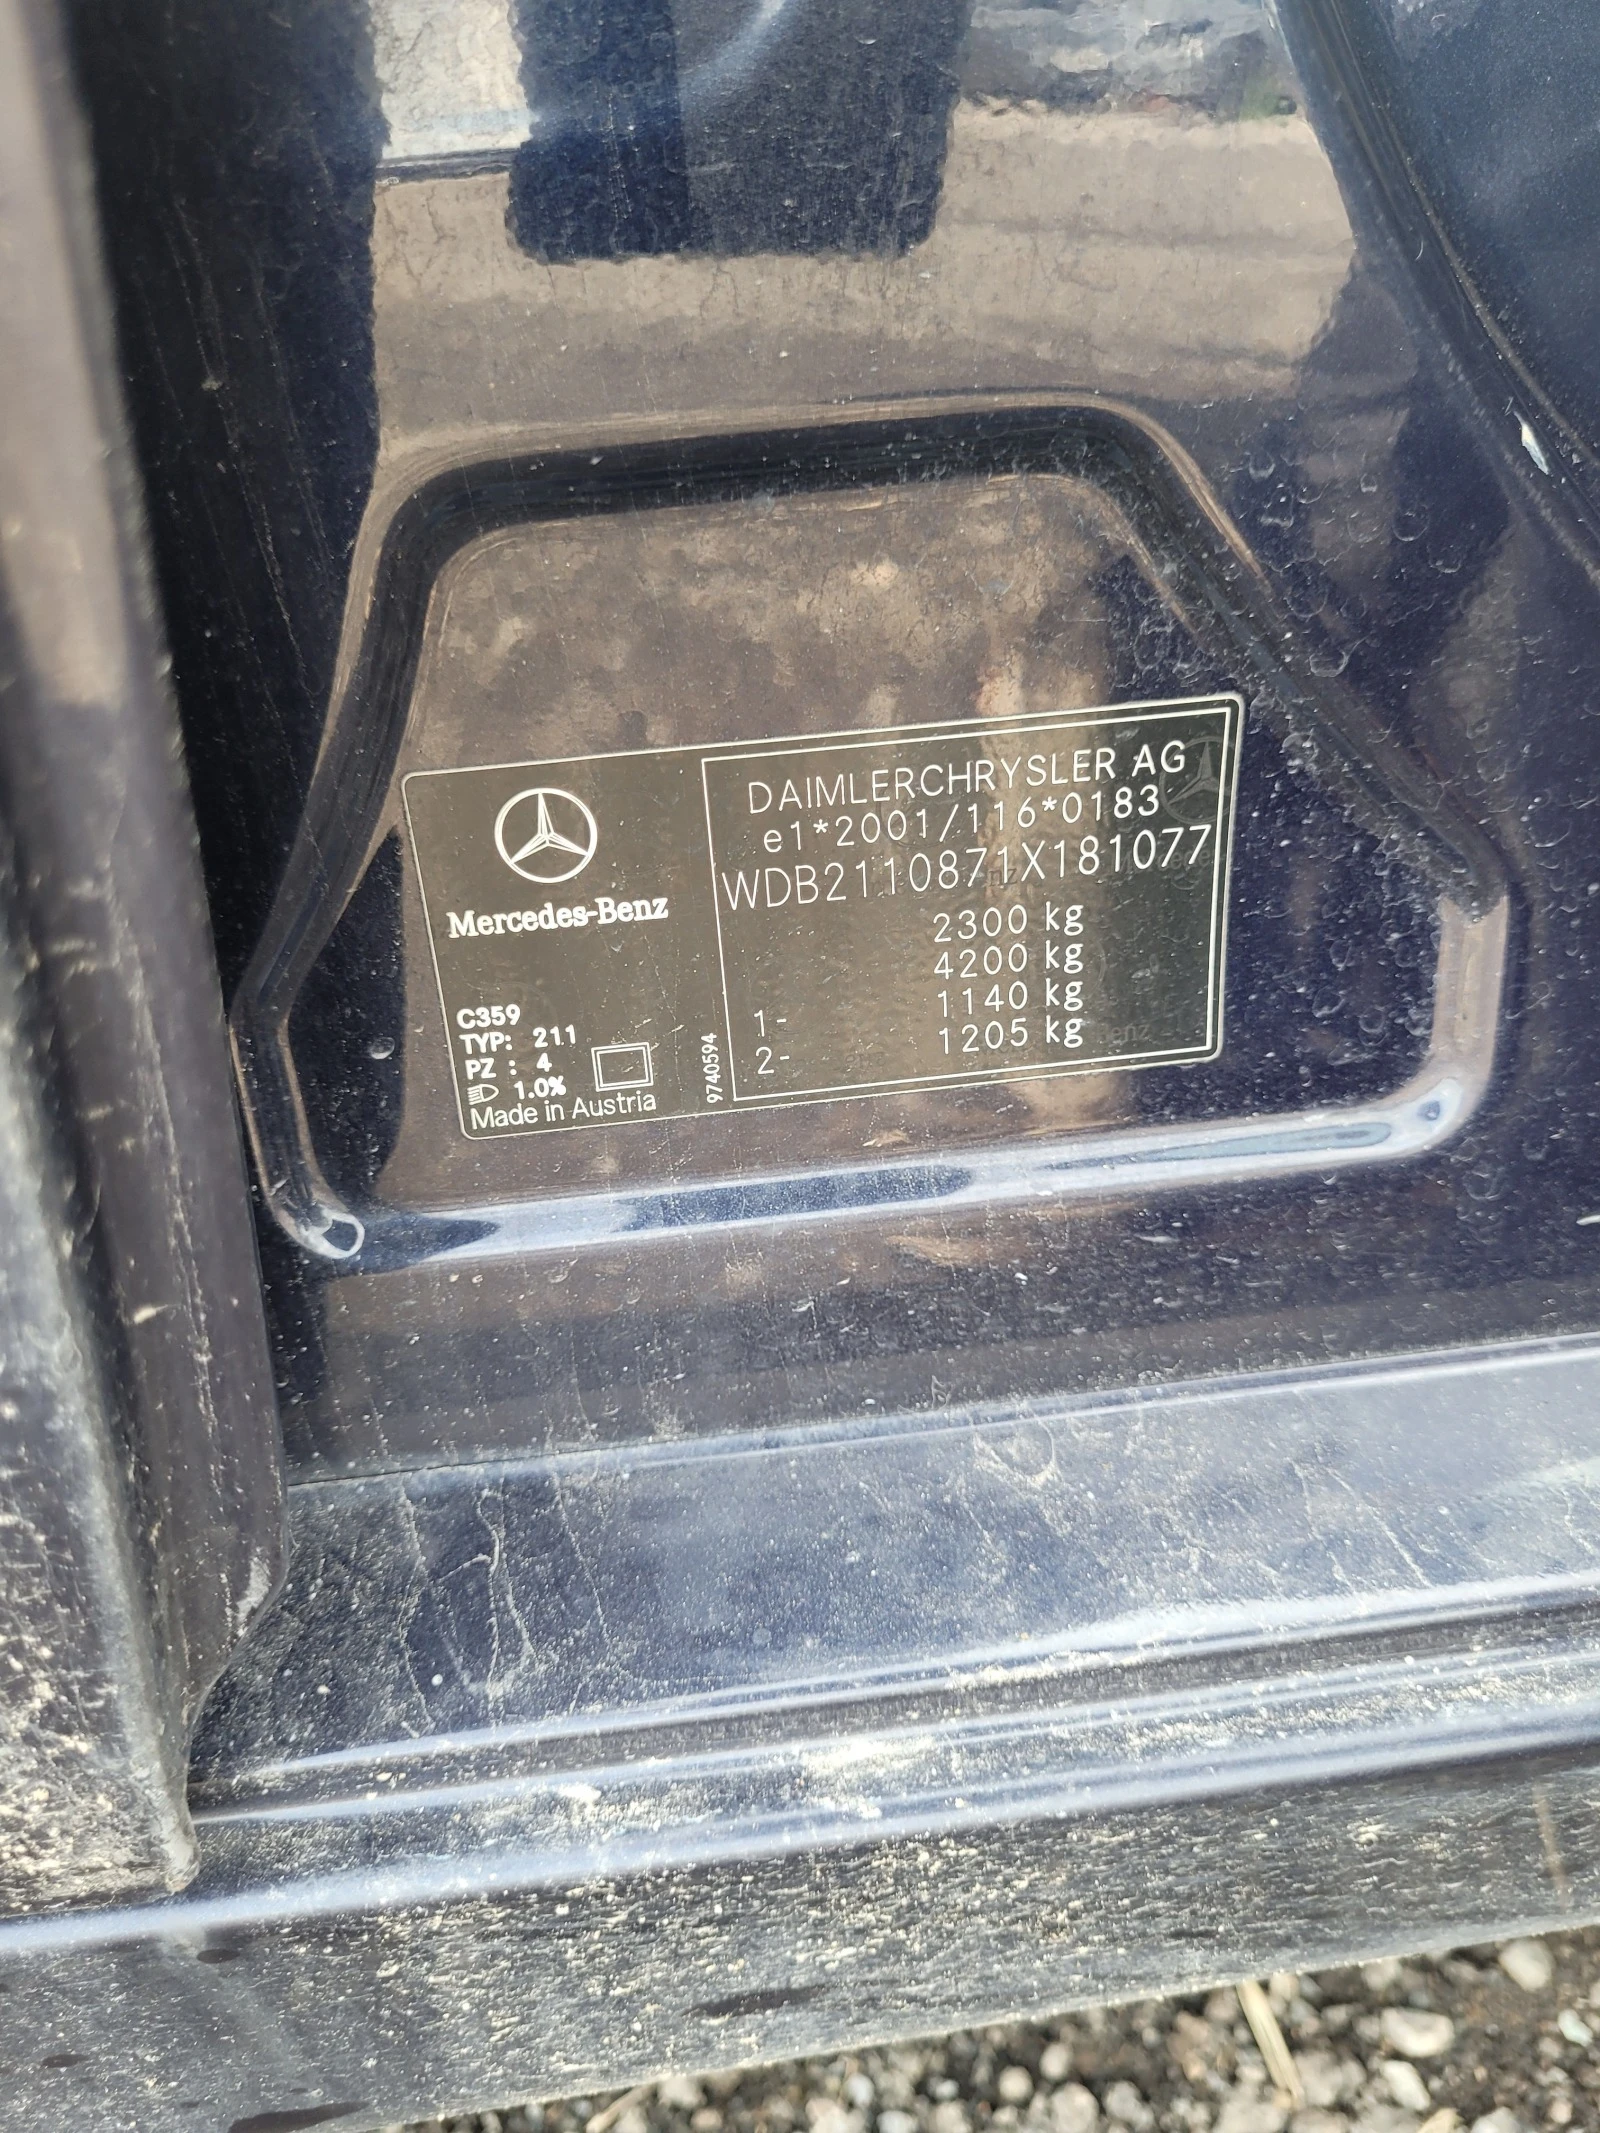 Mercedes-Benz
C359
TYP: 211
PZ : 4
1.0%
Made in Austria
9740594
DAIMLERCHRYSLER AG
e1*2001/116*0183
WDB2110871X181077
2300 kg
4200 kg
1- 1140 kg
2- 1205 kg